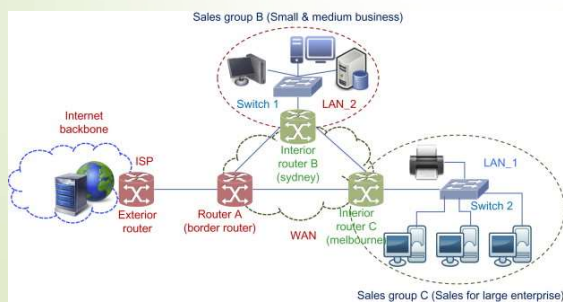 Sales group B (Small & medium business)
Switch 1
LAN_2
Internet
backbone
ISP
Interior
router B
(sydney)
LAN_1
Switch 2
Exterior
router
Router A
(border router)
WAN
Interior
router C
(melbourne)
Sales group C (Sales for large enterprise)